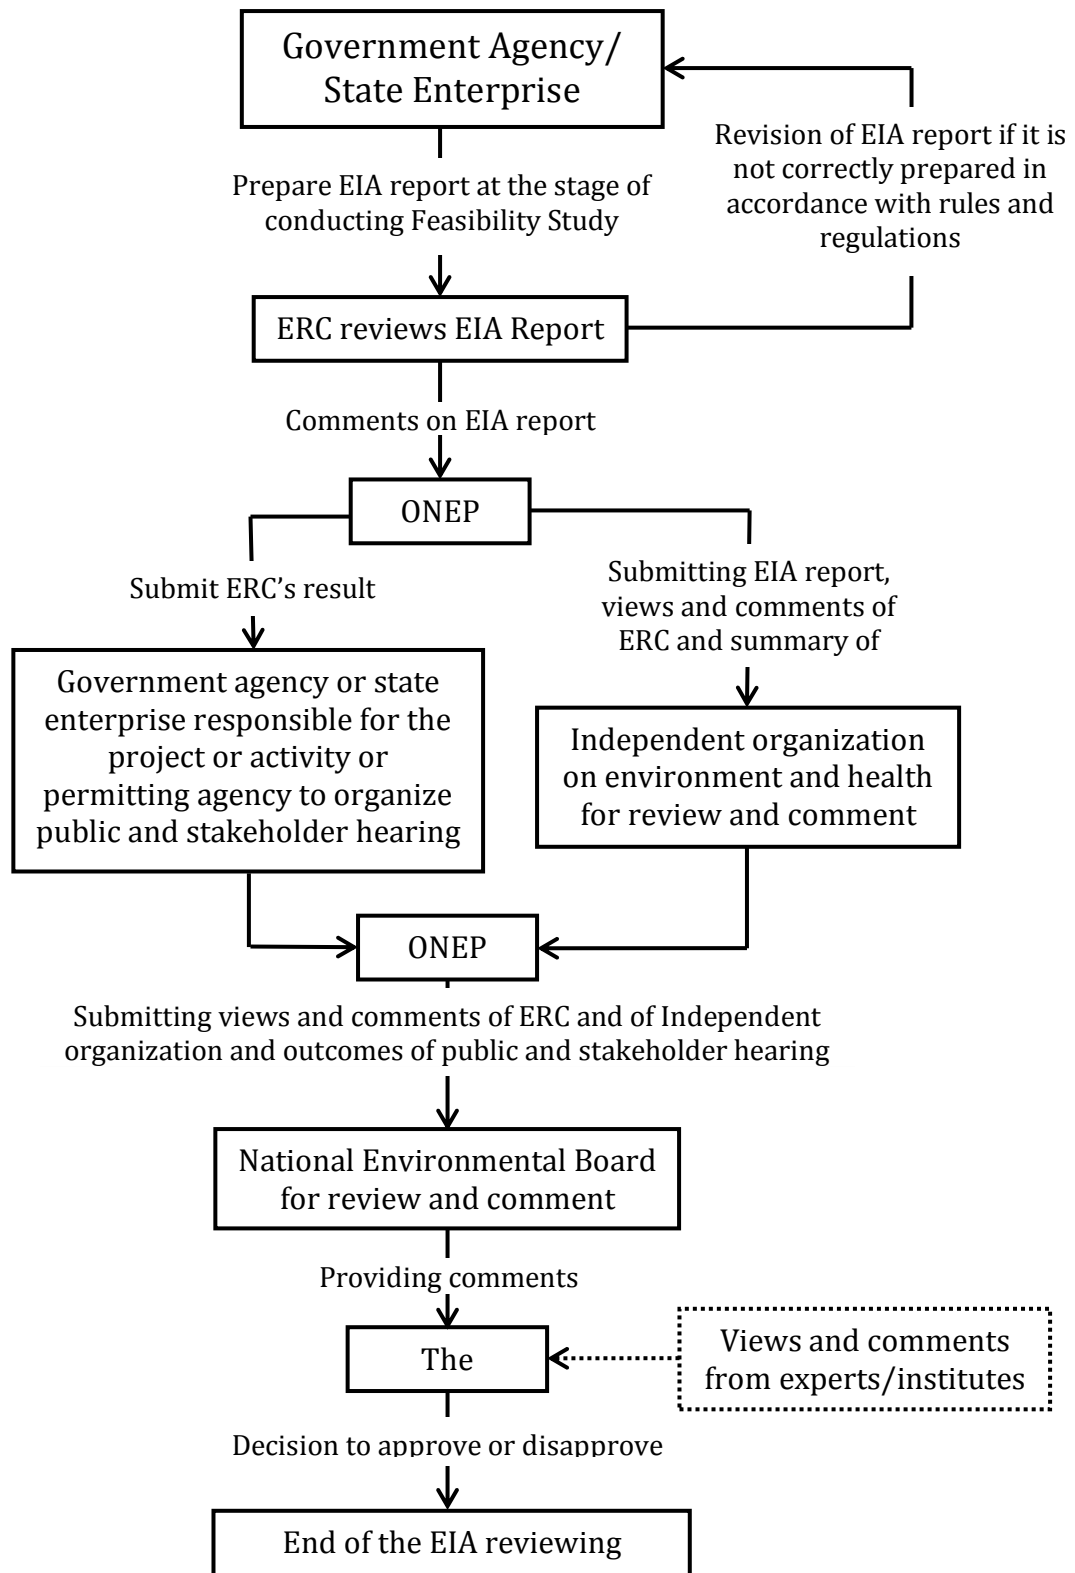 Government Agency/
State Enterprise
Revision of EIA report if it is
not correctly prepared in
accordance with rules and
regulations
Prepare EIA report at the stage of
conducting Feasibility Study
ERC reviews EIA Report
Comments on EIA report
ONEP
Submit ERC’s result
Submitting EIA report,
views and comments of
ERC and summary of
Government agency or state
enterprise responsible for the
project or activity or
permitting agency to organize
public and stakeholder hearing
Independent organization
on environment and health
for review and comment
ONEP
Submitting views and comments of ERC and of Independent
organization and outcomes of public and stakeholder hearing
National Environmental Board
for review and comment
Providing comments
The
Views and comments
from experts/institutes
Decision to approve or disapprove
End of the EIA reviewing